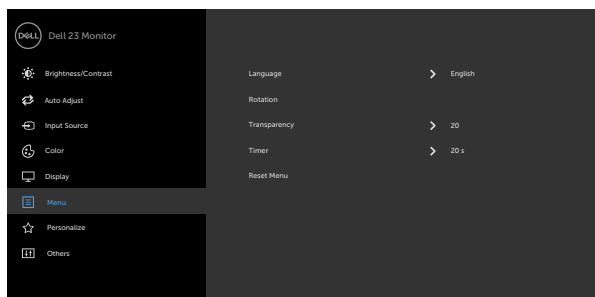 DELL Dell 23 Monitor
Brightness/Contrast
Auto Adjust
Input Source
Color
Display
Menu
Personalize
Others
Language English
Rotation
Transparency 20
Timer 20 s
Reset Menu